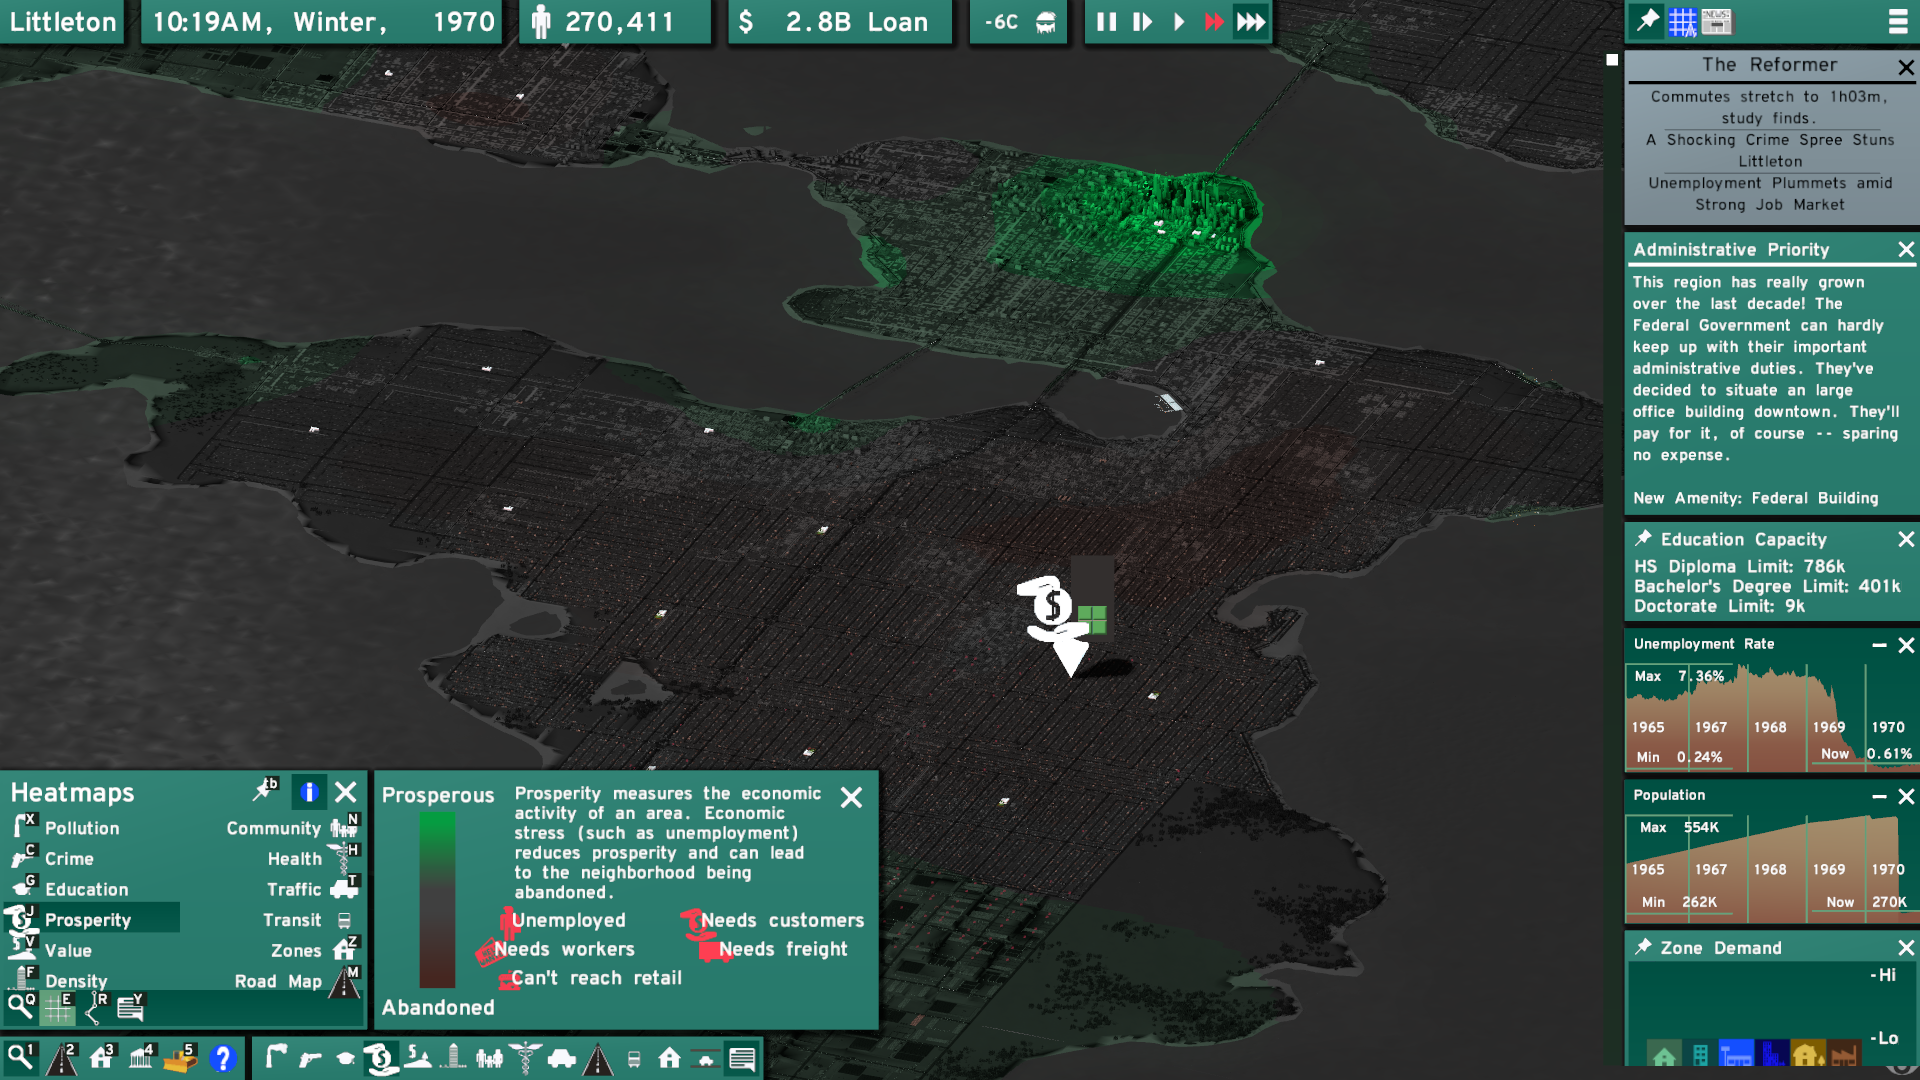 Littleton
10:19AM, Winter, 1970
270,411
$ 2.8B Loan
-6C
NEWS
The Reformer
Commutes stretch to 1h03m,
study finds.
A Shocking Crime Spree Stuns
Littleton
Unemployment Plummets amid
Strong Job Market
Administrative Priority
This region has really grown
over the last decade! The
Federal Government can hardly
keep up with their important
administrative duties. They've
decided to situate an large
office building downtown. They'll
pay for it, of course -- sparing
no expense.
New Amenity: Federal Building
Education Capacity
HS Diploma Limit: 786k
Bachelor's Degree Limit: 401k
Doctorate Limit: 9k
Unemployment Rate
Max 7.36%
1965 1967 1968 1969 1970
Min 0.24% Now 0.61%
Population
Max 554K
1965 1967 1968 1969 1970
Min 262K Now 270K
Zone Demand
-Hi
-Lo
$
Heatmaps
tb
i
X Pollution
Community N
C Crime
Health H
G Education
Traffic T
J Prosperity
Transit
V Value
Zones Z
F Density
Road Map M
Q E R Y
Prosperous
Abandoned
Prosperity measures the economic
activity of an area. Economic
stress (such as unemployment)
reduces prosperity and can lead
to the neighborhood being
abandoned.
Unemployed
Needs customers
Needs workers
Needs freight
Can't reach retail
1 2 3 4 5 ?